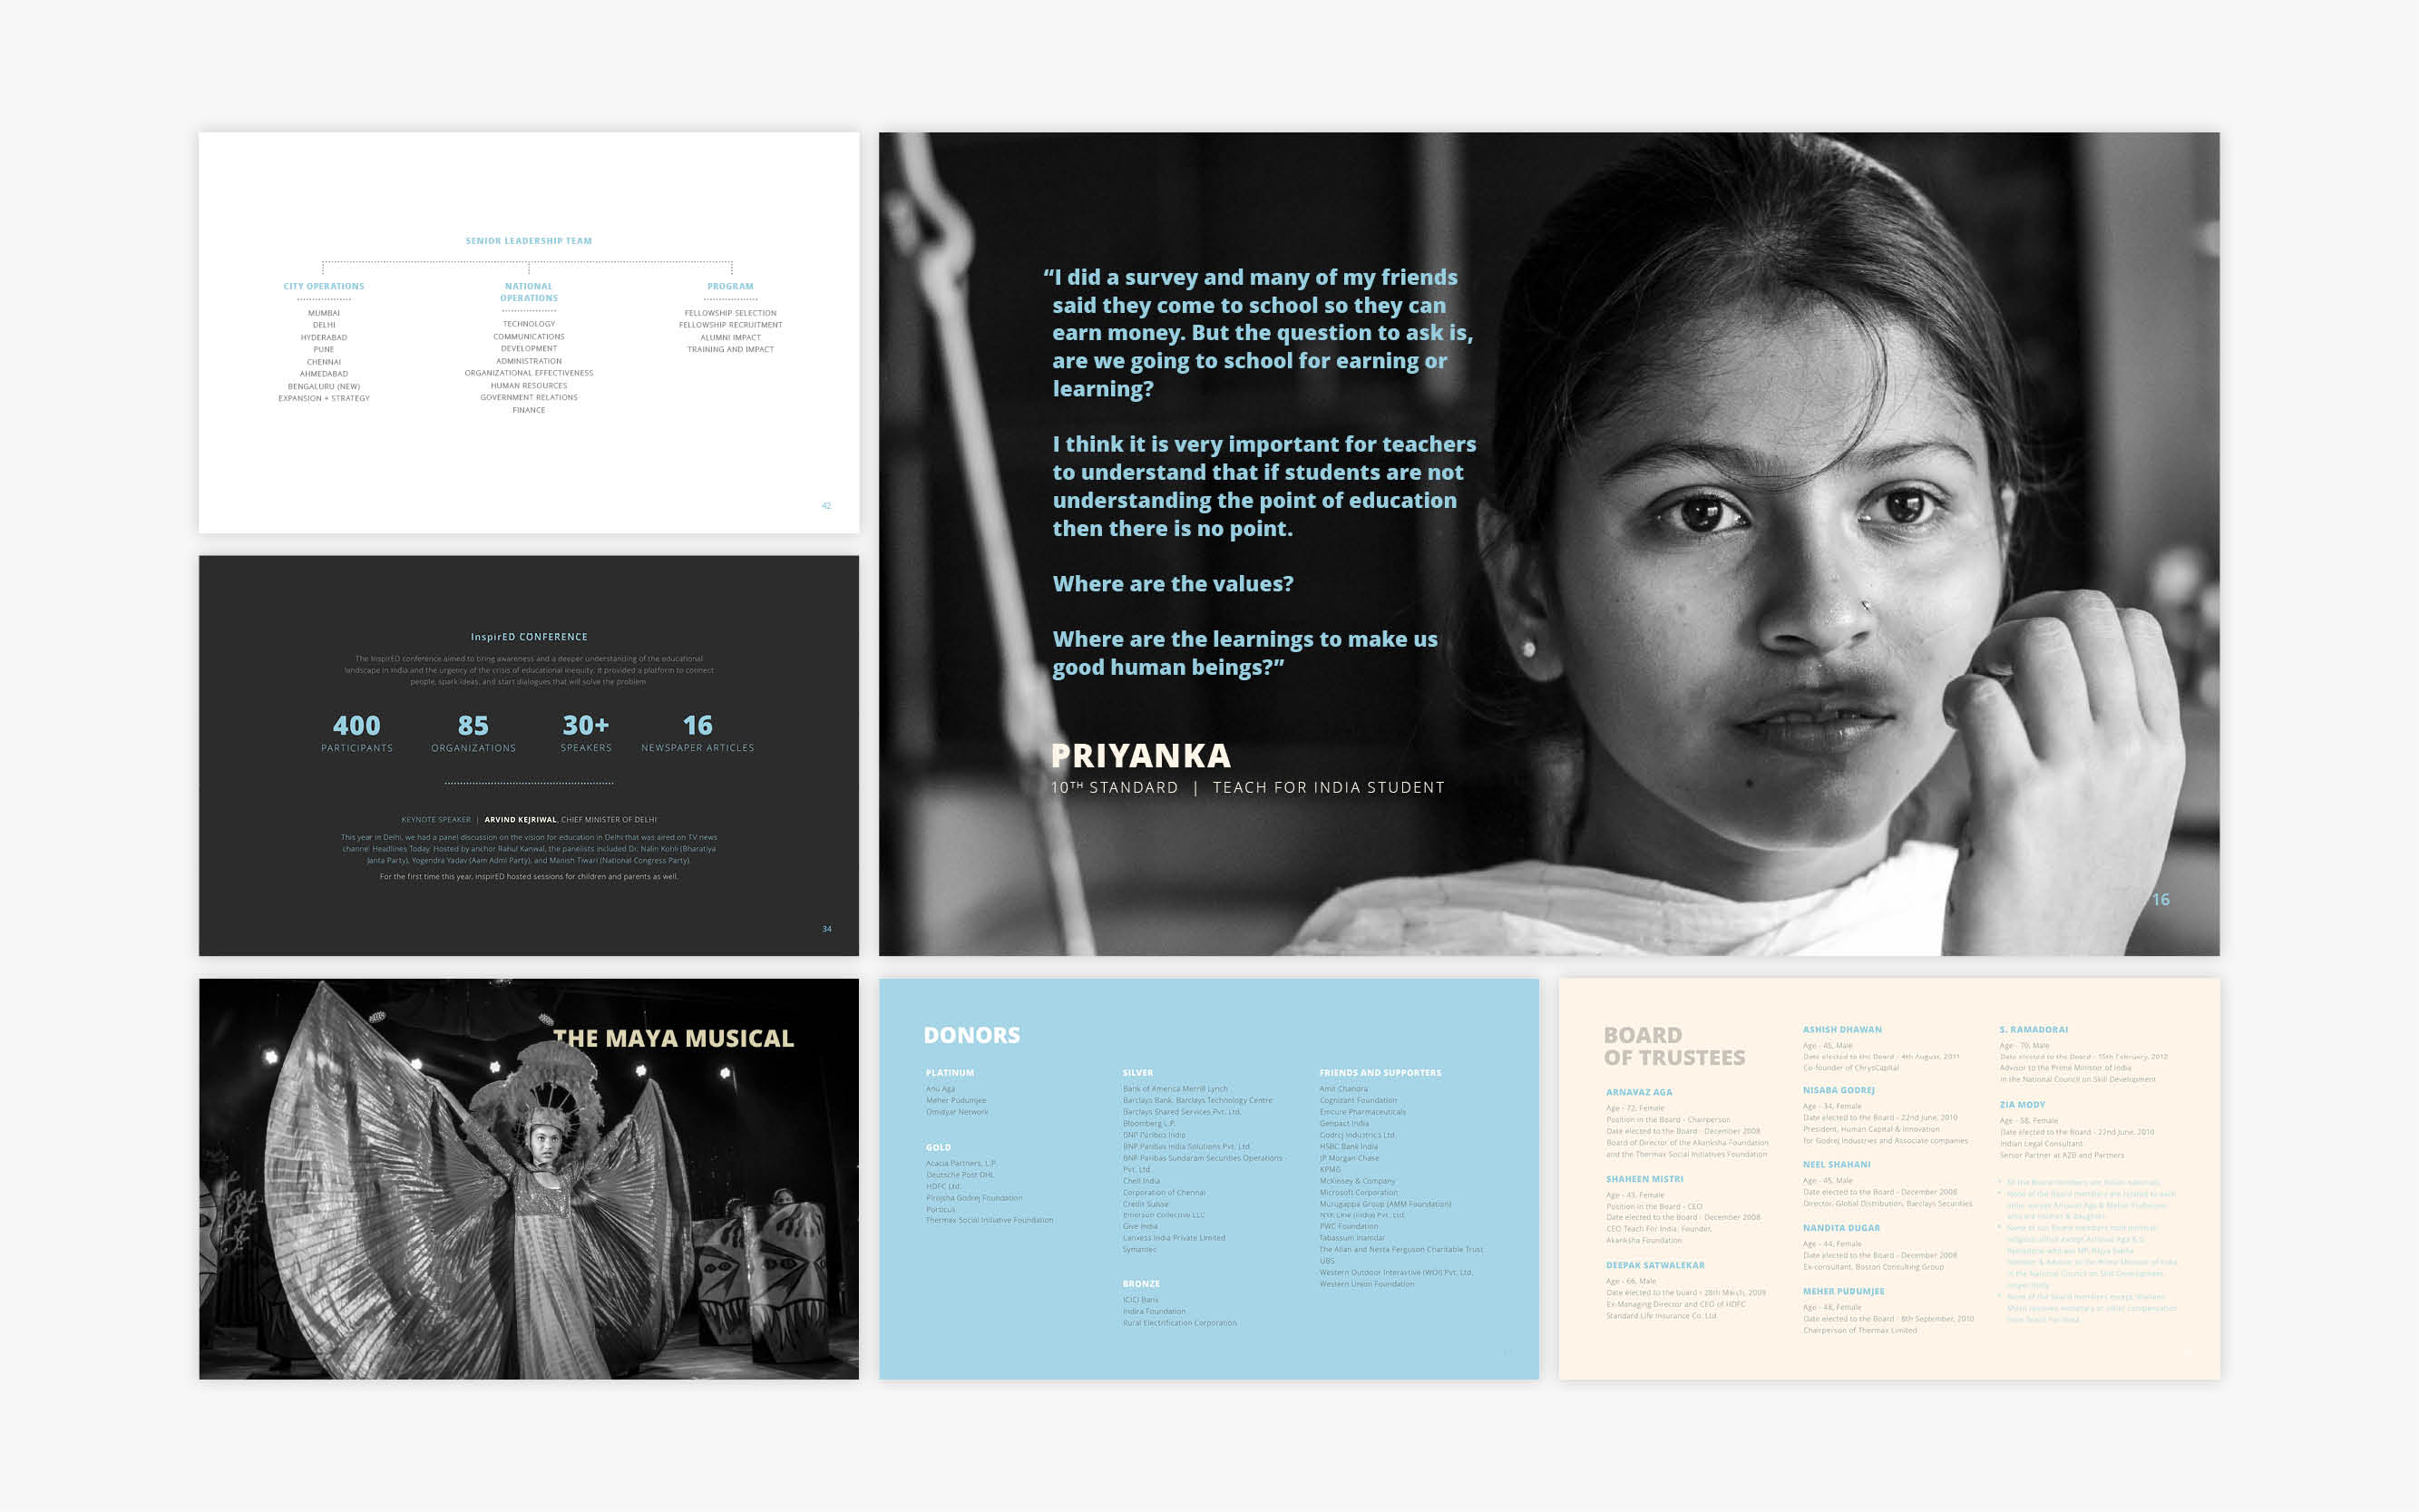 SENIOR LEADERSHIP TEAM
CITY OPERATIONS
MUMBAI
DELHI
HYDERABAD
PUNE
CHENNAI
AHMEDABAD
BENGALURU (NEW)
EXPANSION + STRATEGY
NATIONAL
OPERATIONS
TECHNOLOGY
COMMUNICATIONS
DEVELOPMENT
ADMINISTRATION
ORGANIZATIONAL EFFECTIVENESS
HUMAN RESOURCES
GOVERNMENT RELATIONS
FINANCE
PROGRAM
FELLOWSHIP SELECTION
FELLOWSHIP RECRUITMENT
ALUMNI IMPACT
TRAINING AND IMPACT
42
“I did a survey and many of my friends
said they come to school so they can
earn money. But the question to ask is,
are we going to school for earning or
learning?
I think it is very important for teachers
to understand that if students are not
understanding the point of education
then there is no point.
Where are the values?
Where are the learnings to make us
good human beings?”
PRIYANKA
10TH STANDARD | TEACH FOR INDIA STUDENT
16
InspirED CONFERENCE
The InspirED conference aimed to bring awareness and a deeper understanding of the educational
landscape in India and the urgency of the crisis of educational inequity. It provided a platform to connect
people, spark ideas, and start dialogues that will solve the problem
400
PARTICIPANTS
85
ORGANIZATIONS
30+
SPEAKERS
16
NEWSPAPER ARTICLES
KEYNOTE SPEAKER | ARVIND KEJRIWAL, CHIEF MINISTER OF DELHI
This year in Delhi, we had a panel discussion on the vision for education in Delhi that was aired on TV news
channel Headlines Today. Hosted by anchor Rahul Kanwal, the panelists included Dr. Nalin Kohli (Bharatiya
Janta Party), Yogendra Yadav (Aam Admi Party), and Manish Tiwari (National Congress Party).
For the first time this year, InspirED hosted sessions for children and parents as well.
34
THE MAYA MUSICAL
DONORS
PLATINUM
Anu Aga
Meher Pudumjee
Omidyar Network
GOLD
Acacia Partners, L.P.
Deutsche Post DHL
HDFC Ltd.
Pirojsha Godrej Foundation
Porticus
Thermax Social Initiative Foundation
SILVER
Bank of America Merrill Lynch
Barclays Bank, Barclays Technology Centre
Barclays Shared Services Pvt. Ltd.
Bloomberg L.P.
BNP Paribas India
BNP Paribas India Solutions Pvt. Ltd.
BNP Paribas Sundaram Securities Operations
Pvt. Ltd.
Chell India
Corporation of Chennai
Credit Suisse
Emerson Collective LLC
Give India
Lanxess India Private Limited
Symantec
BRONZE
ICICI Bank
Indira Foundation
Rural Electrification Corporation
FRIENDS AND SUPPORTERS
Amit Chandra
Cognizant Foundation
Emcure Pharmaceuticals
Genpact India
Godrej Industries Ltd.
HSBC Bank India
JP Morgan Chase
KPMG
McKinsey & Company
Microsoft Corporation
Murugappa Group (AMM Foundation)
NYK Line (India) Pvt. Ltd.
PWC Foundation
Tabassum Inamdar
The Allan and Nesta Ferguson Charitable Trust
UBS
Western Outdoor Interactive (WOI) Pvt. Ltd.
Western Union Foundation
BOARD
OF TRUSTEES
ARNAVAZ AGA
Age - 72, Female
Position in the Board - Chairperson
Date elected to the Board - December 2008
Board of Director of the Akanksha Foundation
and the Thermax Social Initiatives Foundation
SHAHEEN MISTRI
Age - 43, Female
Position in the Board - CEO
Date elected to the Board - December 2008
CEO Teach For India, Founder,
Akanksha Foundation
DEEPAK SATWALEKAR
Age - 66, Male
Date elected to the board - 28th March, 2009
Ex-Managing Director and CEO of HDFC
Standard Life Insurance Co. Ltd.
ASHISH DHAWAN
Age - 45, Male
Date elected to the Board - 4th August, 2011
Co-founder of ChrysCapital
NISABA GODREJ
Age - 34, Female
Date elected to the Board - 22nd June, 2010
President, Human Capital & Innovation
for Godrej Industries and Associate companies
NEEL SHAHANI
Age - 45, Male
Date elected to the Board - December 2008
Director, Global Distribution, Barclays Securities
NANDITA DUGAR
Age - 44, Female
Date elected to the Board - December 2008
Ex-consultant, Boston Consulting Group
MEHER PUDUMJEE
Age - 48, Female
Date elected to the Board - 8th September, 2010
Chairperson of Thermax Limited
S. RAMADORAI
Age - 70, Male
Date elected to the Board - 15th February, 2012
Advisor to the Prime Minister of India
in the National Council on Skill Development
ZIA MODY
Age - 58, Female
Date elected to the Board - 22nd June, 2010
Indian Legal Consultant
Senior Partner at AZB and Partners
All the Board members are Indian nationals.
None of the Board members are related to each
other except Arnavaz Aga & Meher Pudumjee
who are mother & daughter.